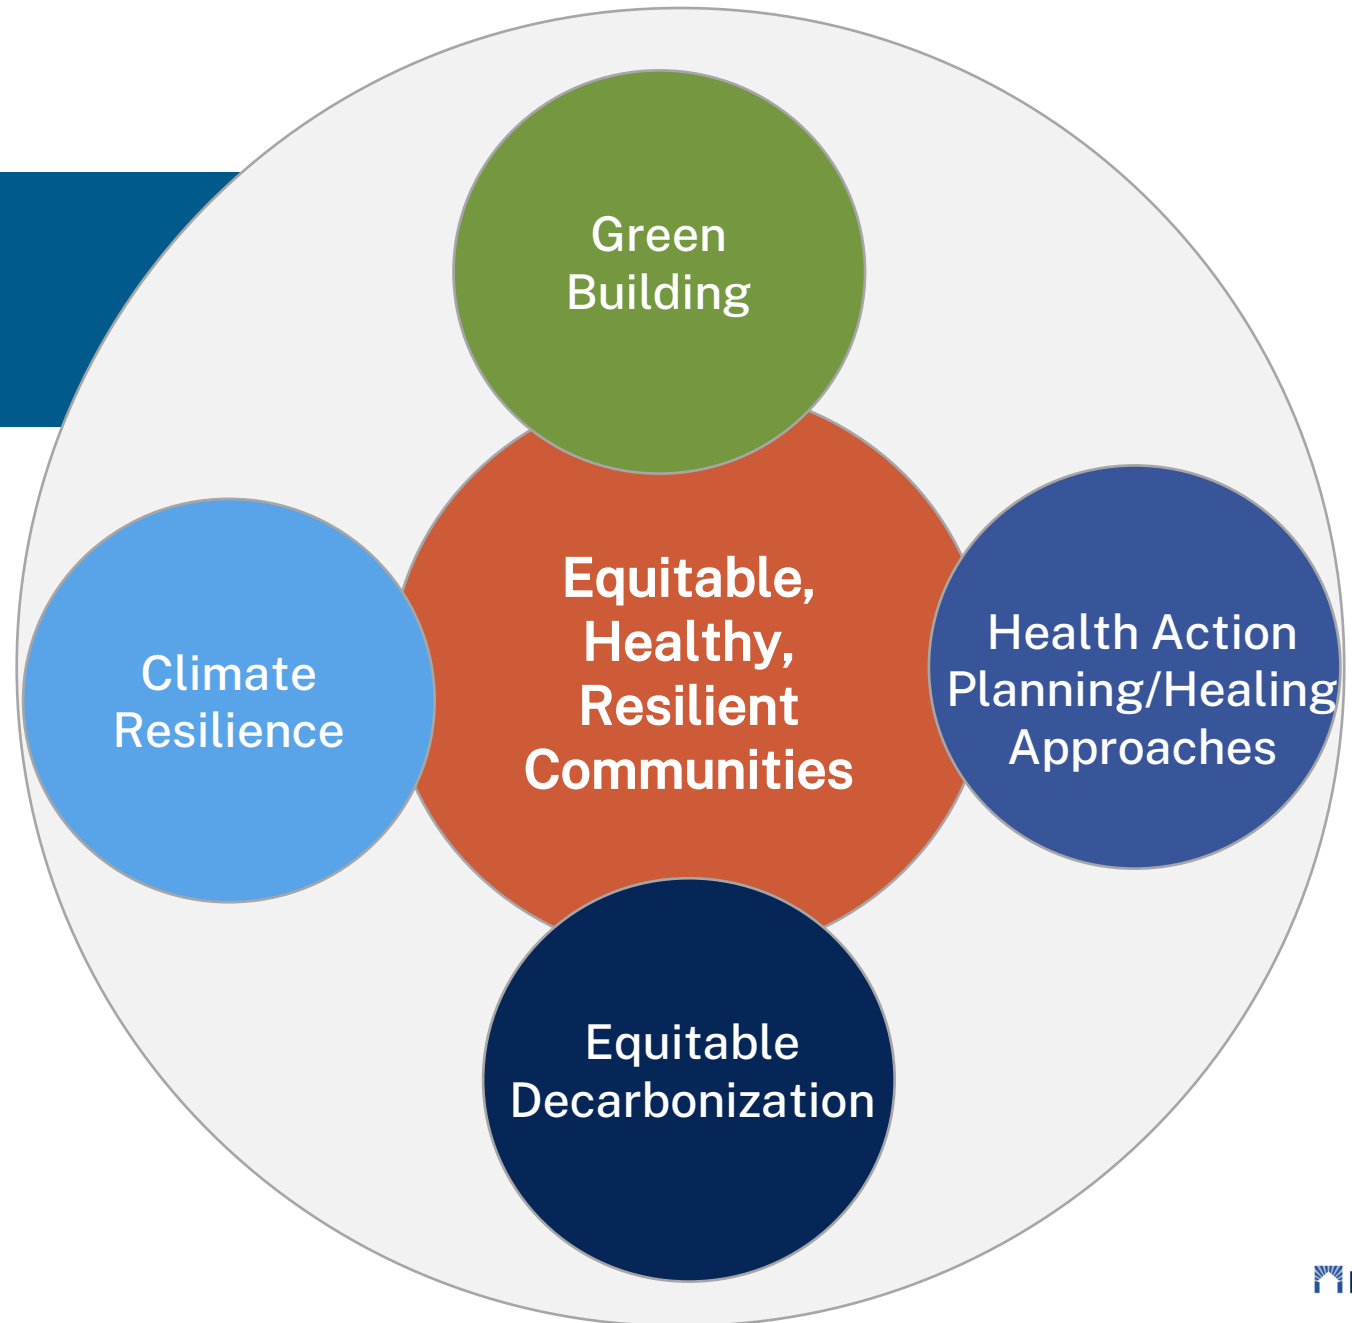 Green
Building
Equitable,
Healthy,
Resilient
Communities
Climate
Resilience
Health Action
Planning/Healing
Approaches
Equitable
Decarbonization